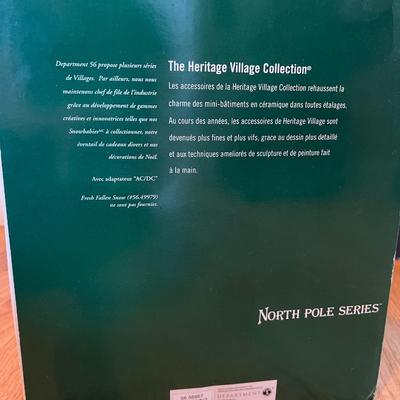 Department 56 propose plusieurs séries
de Villages. Par ailleurs, nous nous
maintenons chef de file de l'industrie
grâce au développement de gammes
créatives et innovatrices telles que nos
Snowbabies™ à collectionner, notre
éventail de cadeaux divers et nos
décorations de Noël.
Avec adaptateur "AC/DC"
Fresh Fallen Snow (#56.49979)
ne sont pas fournies.
The Heritage Village Collection®
Les accessoires de la Heritage Village Collection rehaussent la
charme des mini-bâtiments en céramique dans toutes étalages.
Au cours des années, les accessoires de Heritage Village sont
devenués plus fines et plus vifs, grace au dessin plus detaillé
et aux techniques ameliorés de sculpture et de peinture fait
à la main.
NORTH POLE SERIES™
DEPARTMENT